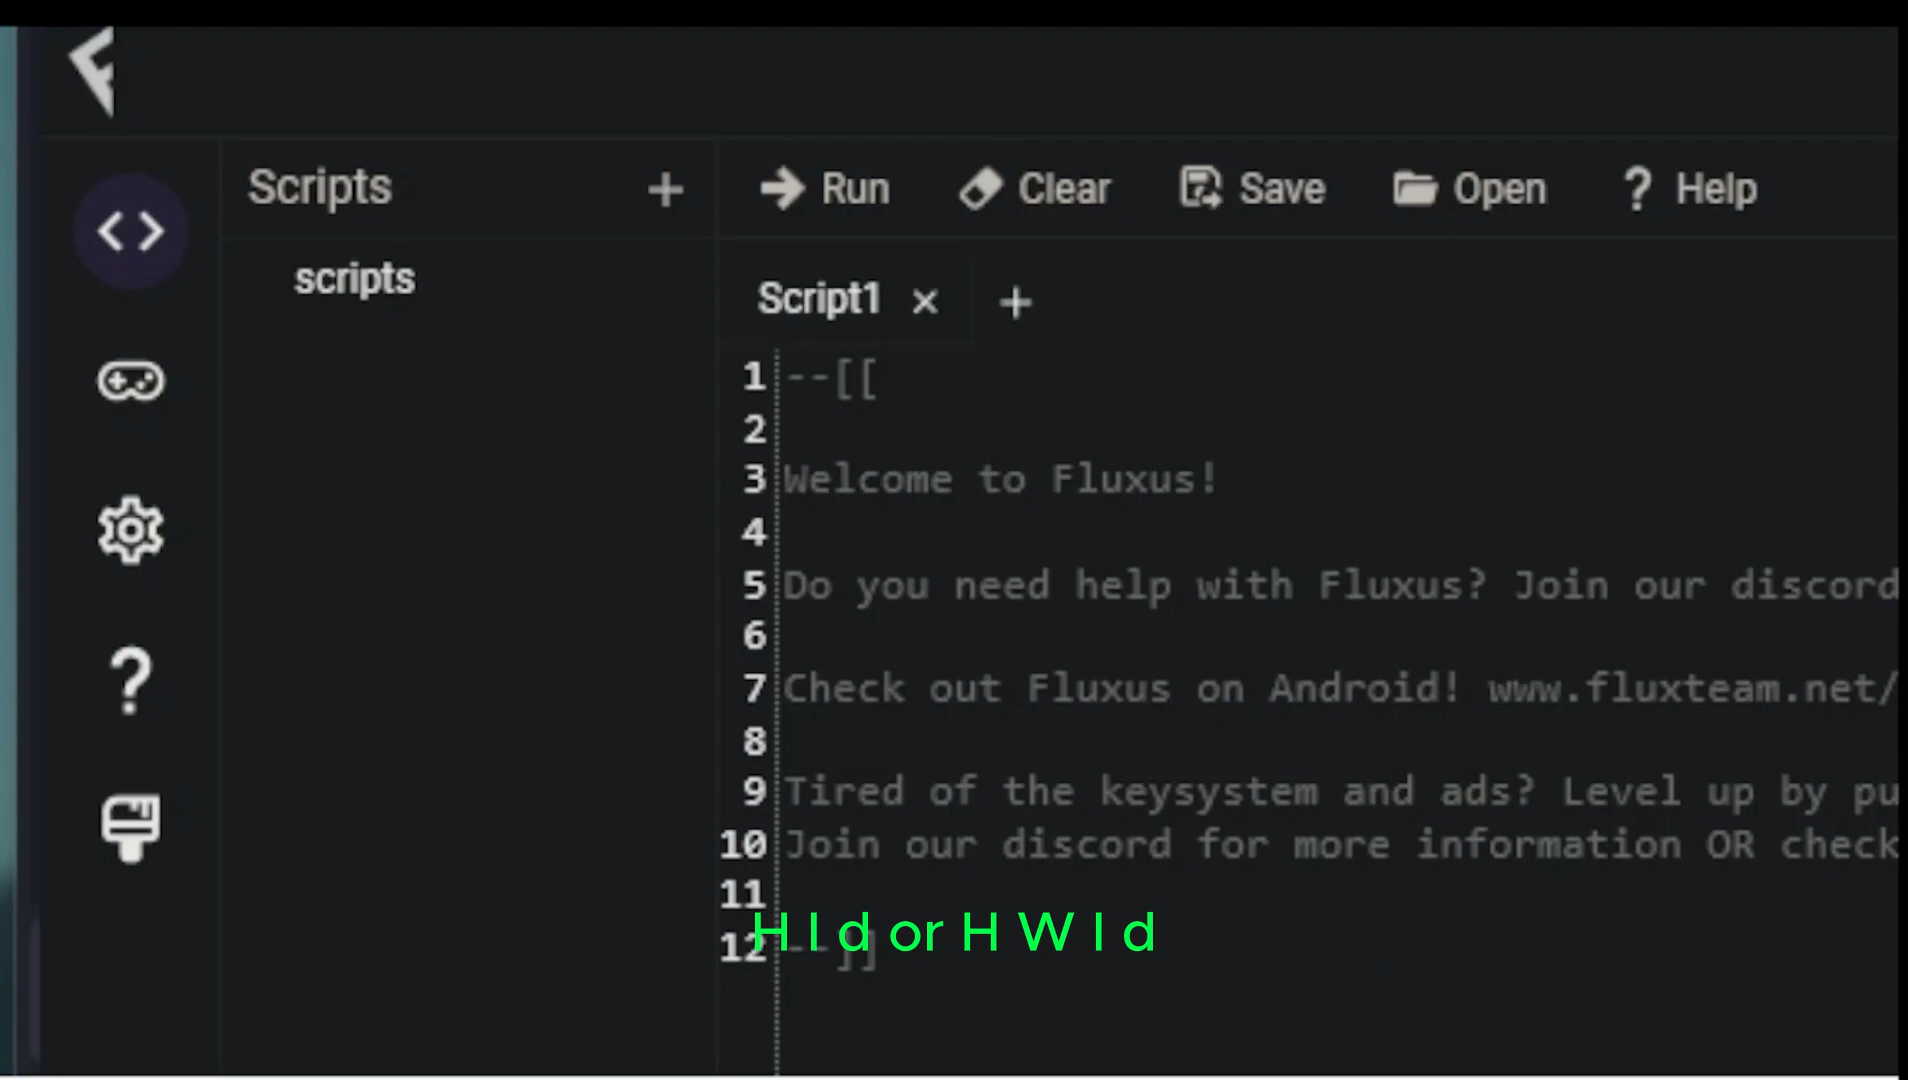 Scripts +
Run Clear Save Open ? Help
scripts
Script1 × +
1 --[[
2
3 Welcome to Fluxus!
4
5 Do you need help with Fluxus? Join our discord
6
7 Check out Fluxus on Android! www.fluxteam.net/
8
9 Tired of the keysystem and ads? Level up by pu
10 Join our discord for more information OR check
11
12 --]]
H I d or H W I d